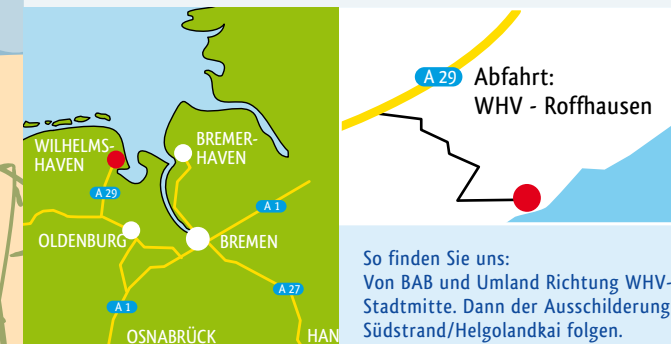 WILHELMS-
HAVEN
BREMER-
HAVEN
A 29
A 1
OLDENBURG
BREMEN
A 27
A 1
OSNABRÜCK
HAN
A 29 Abfahrt:
WHV - Roffhausen
So finden Sie uns:
Von BAB und Umland Richtung WHV-
Stadtmitte. Dann der Ausschilderung
Südstrand/Helgolandkai folgen.